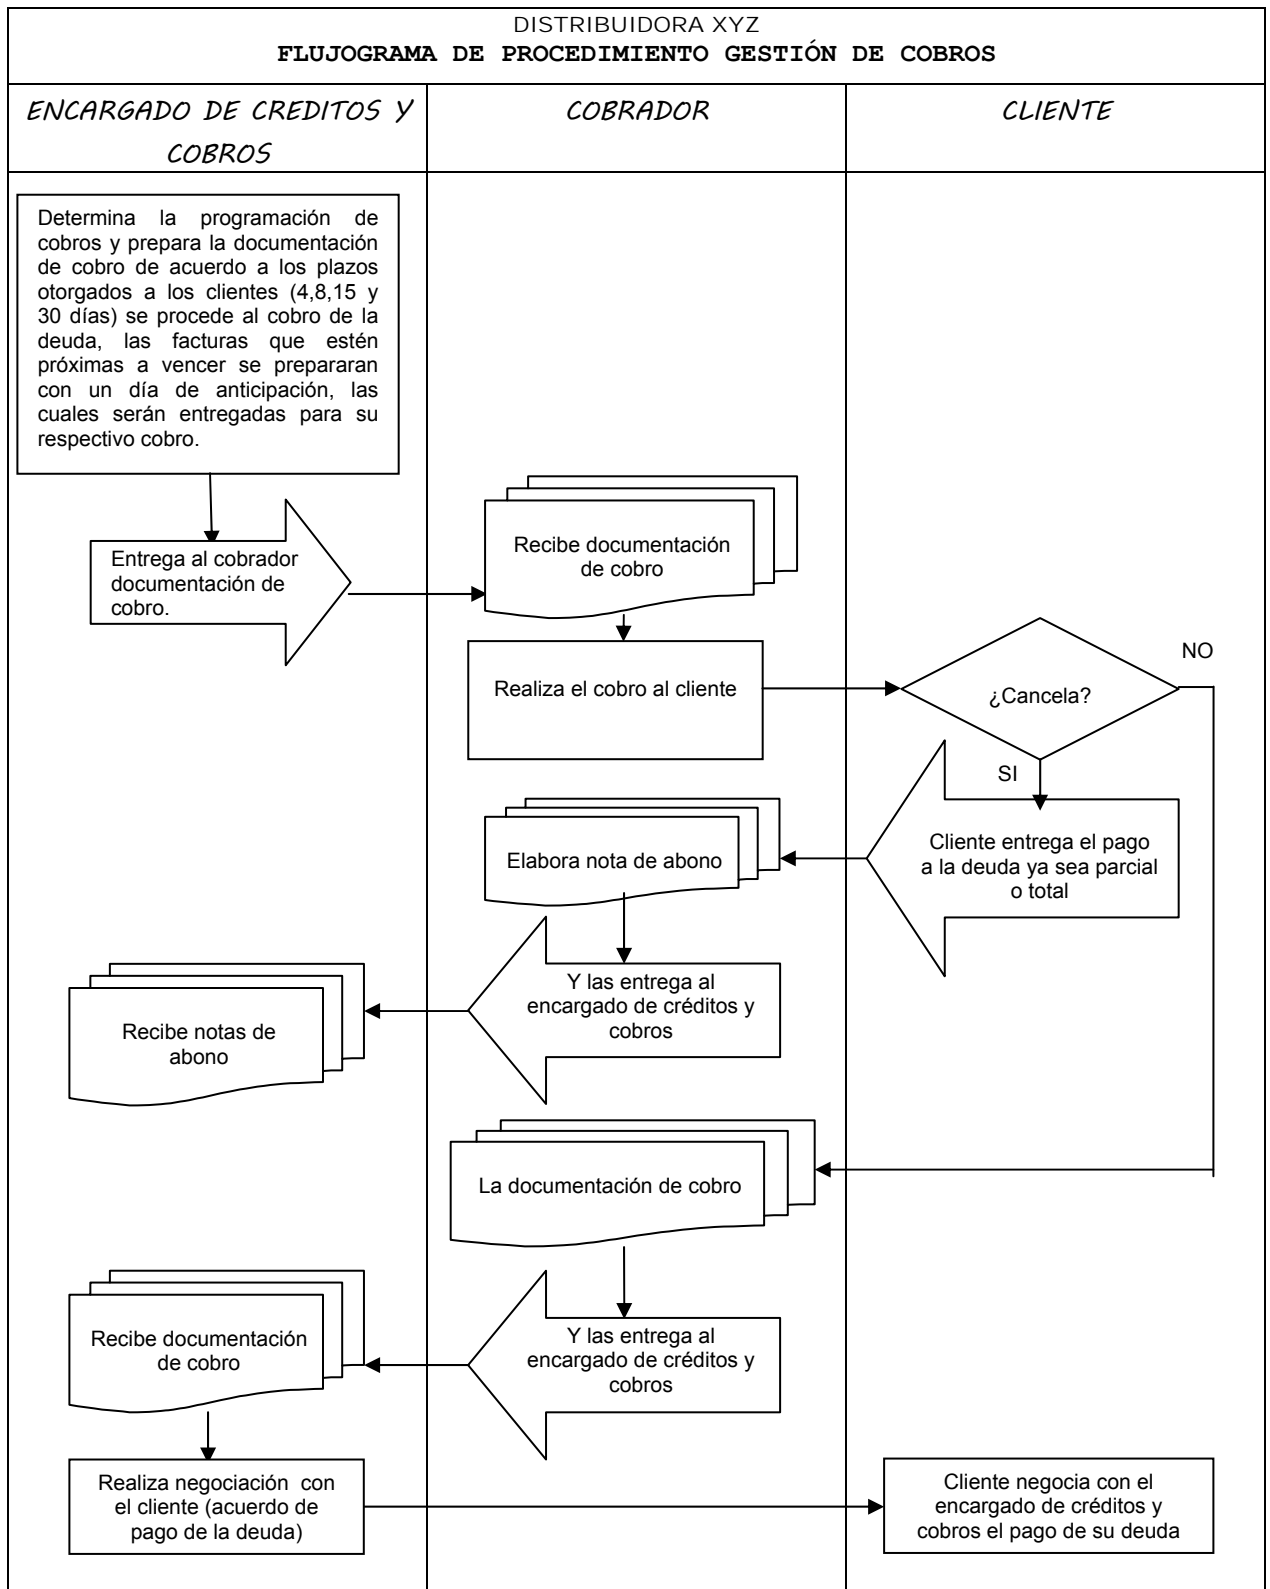 DISTRIBUIDORA XYZ
FLUJOGRAMA DE PROCEDIMIENTO GESTIÓN DE COBROS
ENCARGADO DE CREDITOS Y
COBROS
COBRADOR
CLIENTE
Determina la programación de
cobros y prepara la documentación
de cobro de acuerdo a los plazos
otorgados a los clientes (4,8,15 y
30 días) se procede al cobro de la
deuda, las facturas que estén
próximas a vencer se prepararan
con un día de anticipación, las
cuales serán entregadas para su
respectivo cobro.
Entrega al cobrador
documentación de
cobro.
Recibe documentación
de cobro
Realiza el cobro al cliente
¿Cancela?
NO
SI
Cliente entrega el pago
a la deuda ya sea parcial
o total
Elabora nota de abono
Y las entrega al
encargado de créditos y
cobros
Recibe notas de
abono
La documentación de cobro
Y las entrega al
encargado de créditos y
cobros
Recibe documentación
de cobro
Realiza negociación con
el cliente (acuerdo de
pago de la deuda)
Cliente negocia con el
encargado de créditos y
cobros el pago de su deuda